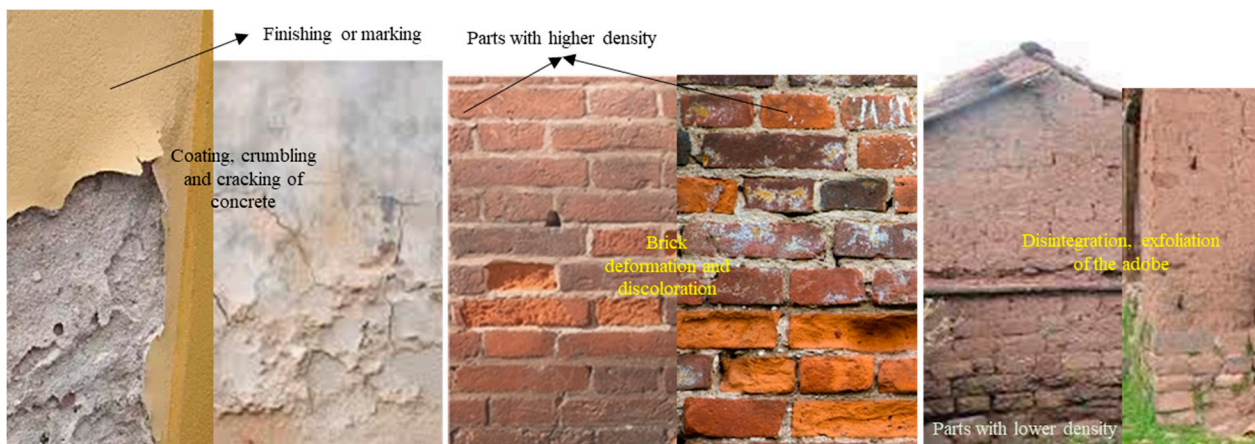 Finishing or marking
Parts with higher density
Coating, crumbling
and cracking of
concrete
Brick
deformation and
discoloration
Disintegration, exfoliation
of the adobe
Parts with lower density